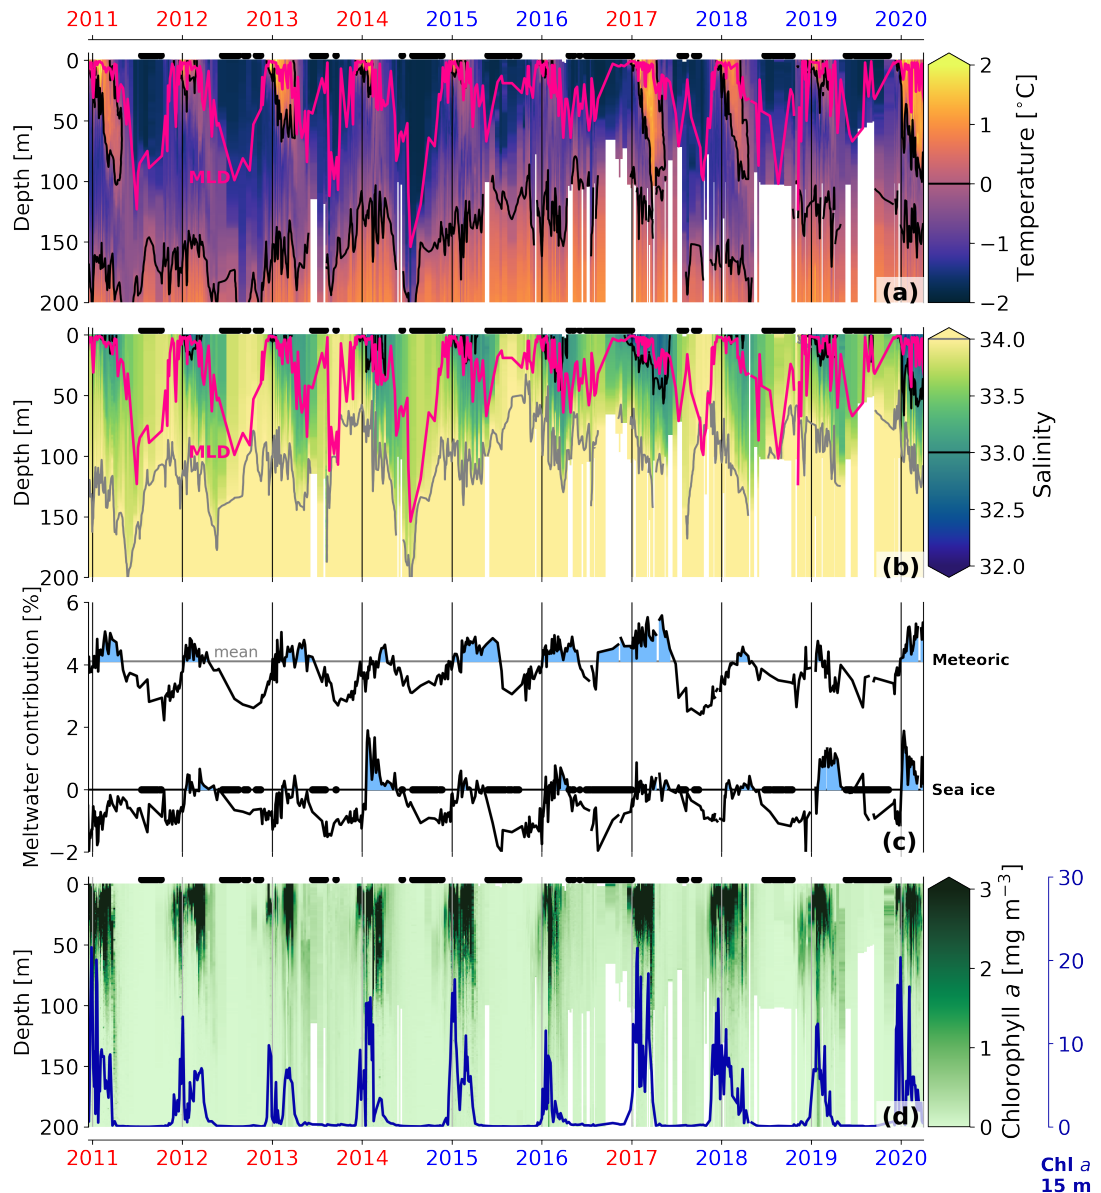 2011 2012 2013 2014 2015 2016 2017 2018 2019 2020
0
50
100
150
200
Depth [m]
MLD
(a)
2
1
0
−1
−2
Temperature [°C]
0
50
100
150
200
Depth [m]
MLD
(b)
34.0
33.5
33.0
32.5
32.0
Salinity
6
4
2
0
−2
Meltwater contribution [%]
mean
Meteoric
Sea ice
(c)
0
50
100
150
200
Depth [m]
(d)
3
2
1
0
Chlorophyll a [mg m⁻³]
30
20
10
0
Chl a
15 m
2011 2012 2013 2014 2015 2016 2017 2018 2019 2020